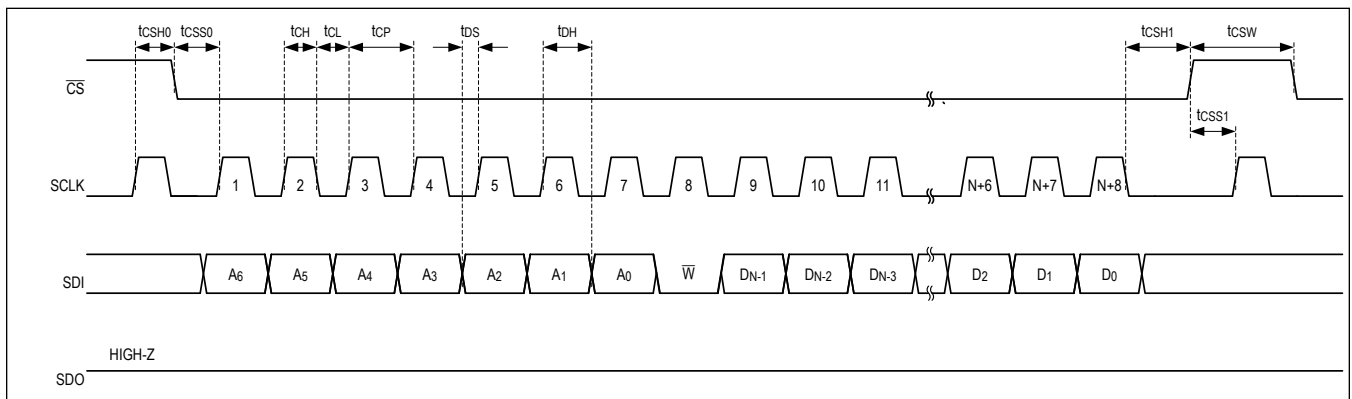 tCSH0 tCSS0 tCH tCL tCP tDS tDH tCSH1 tCSW
C̅S̅
tCSS1
SCLK 1 2 3 4 5 6 7 8 9 10 11 N+6 N+7 N+8
SDI A6 A5 A4 A3 A2 A1 A0 W̅ DN-1 DN-2 DN-3 D2 D1 D0
HIGH-Z
SDO